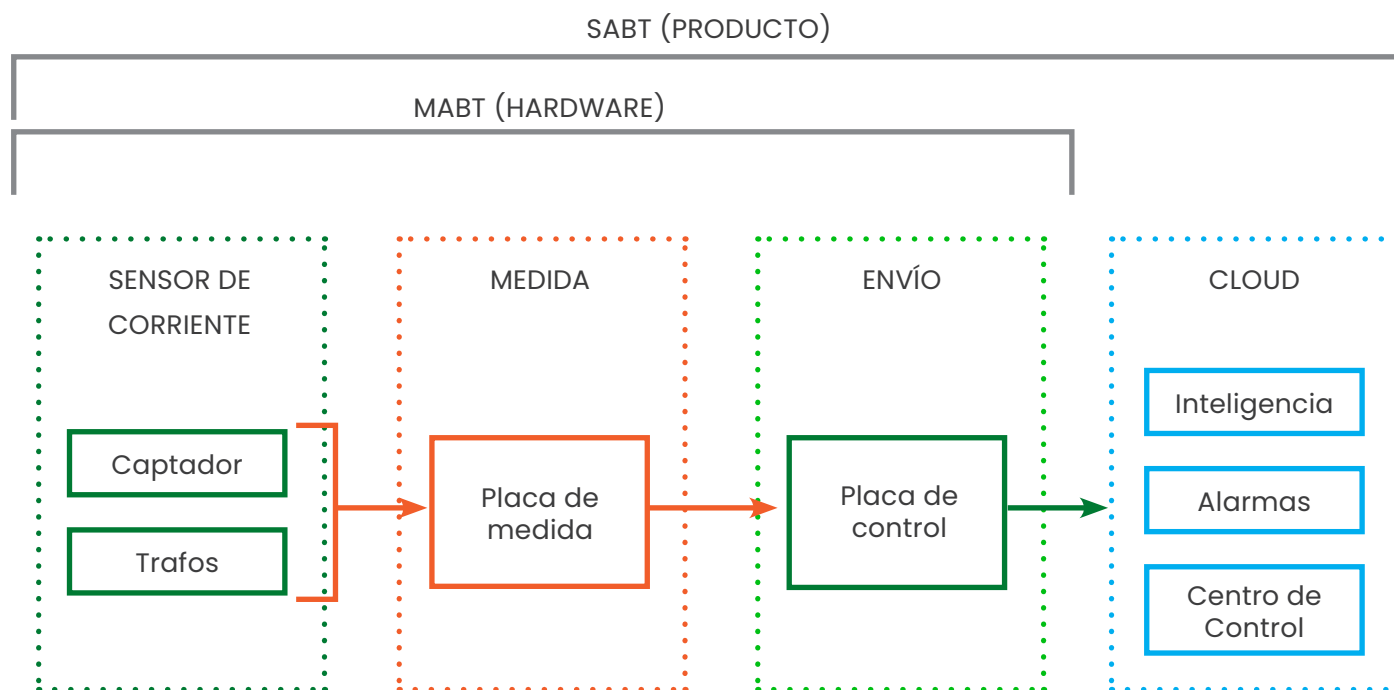 SABT (PRODUCTO)
MABT (HARDWARE)
SENSOR DE
CORRIENTE
Captador
Trafos
MEDIDA
Placa de
medida
ENVÍO
Placa de
control
CLOUD
Inteligencia
Alarmas
Centro de
Control